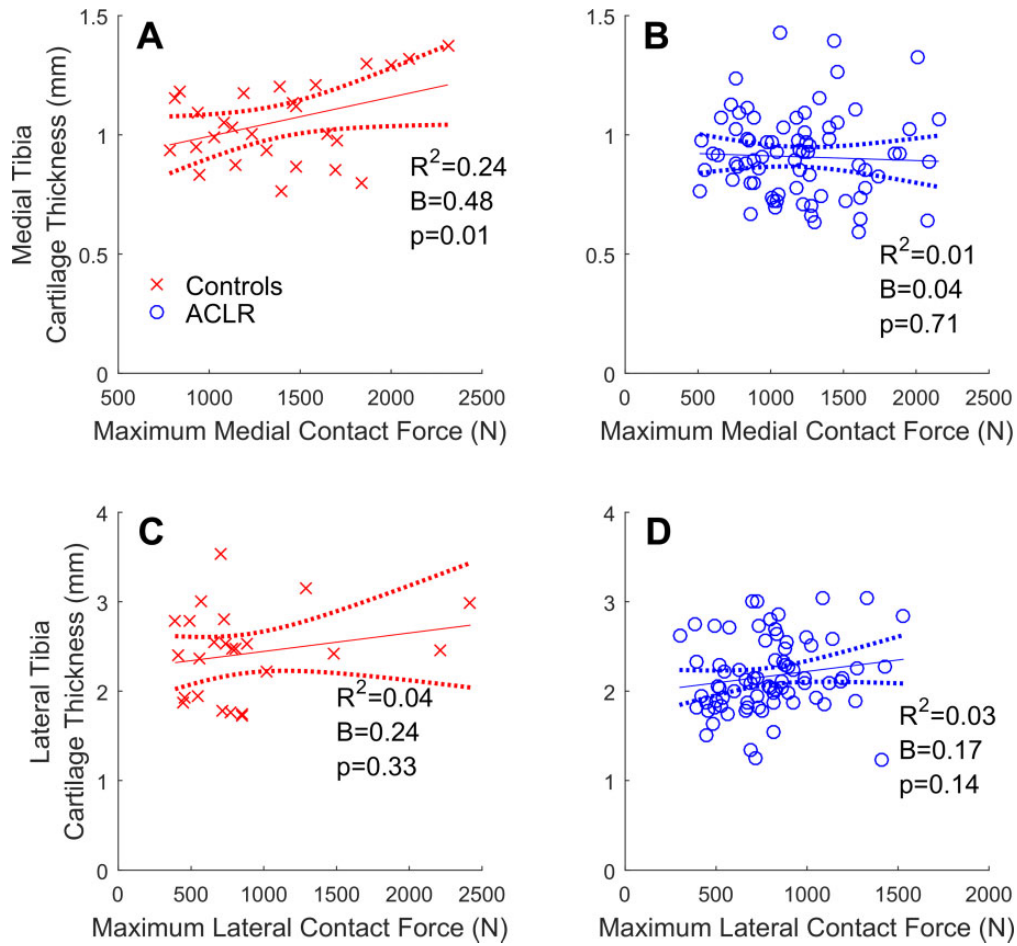 A
Medial Tibia
Cartilage Thickness (mm)
1.5
1
0.5
0
R²=0.24
B=0.48
p=0.01
Controls
ACLR
500 1000 1500 2000 2500
Maximum Medial Contact Force (N)
B
1.5
1
0.5
0
R²=0.01
B=0.04
p=0.71
0 500 1000 1500 2000 2500
Maximum Medial Contact Force (N)
C
Lateral Tibia
Cartilage Thickness (mm)
4
3
2
1
0
R²=0.04
B=0.24
p=0.33
0 500 1000 1500 2000 2500
Maximum Lateral Contact Force (N)
D
4
3
2
1
0
R²=0.03
B=0.17
p=0.14
0 500 1000 1500 2000
Maximum Lateral Contact Force (N)